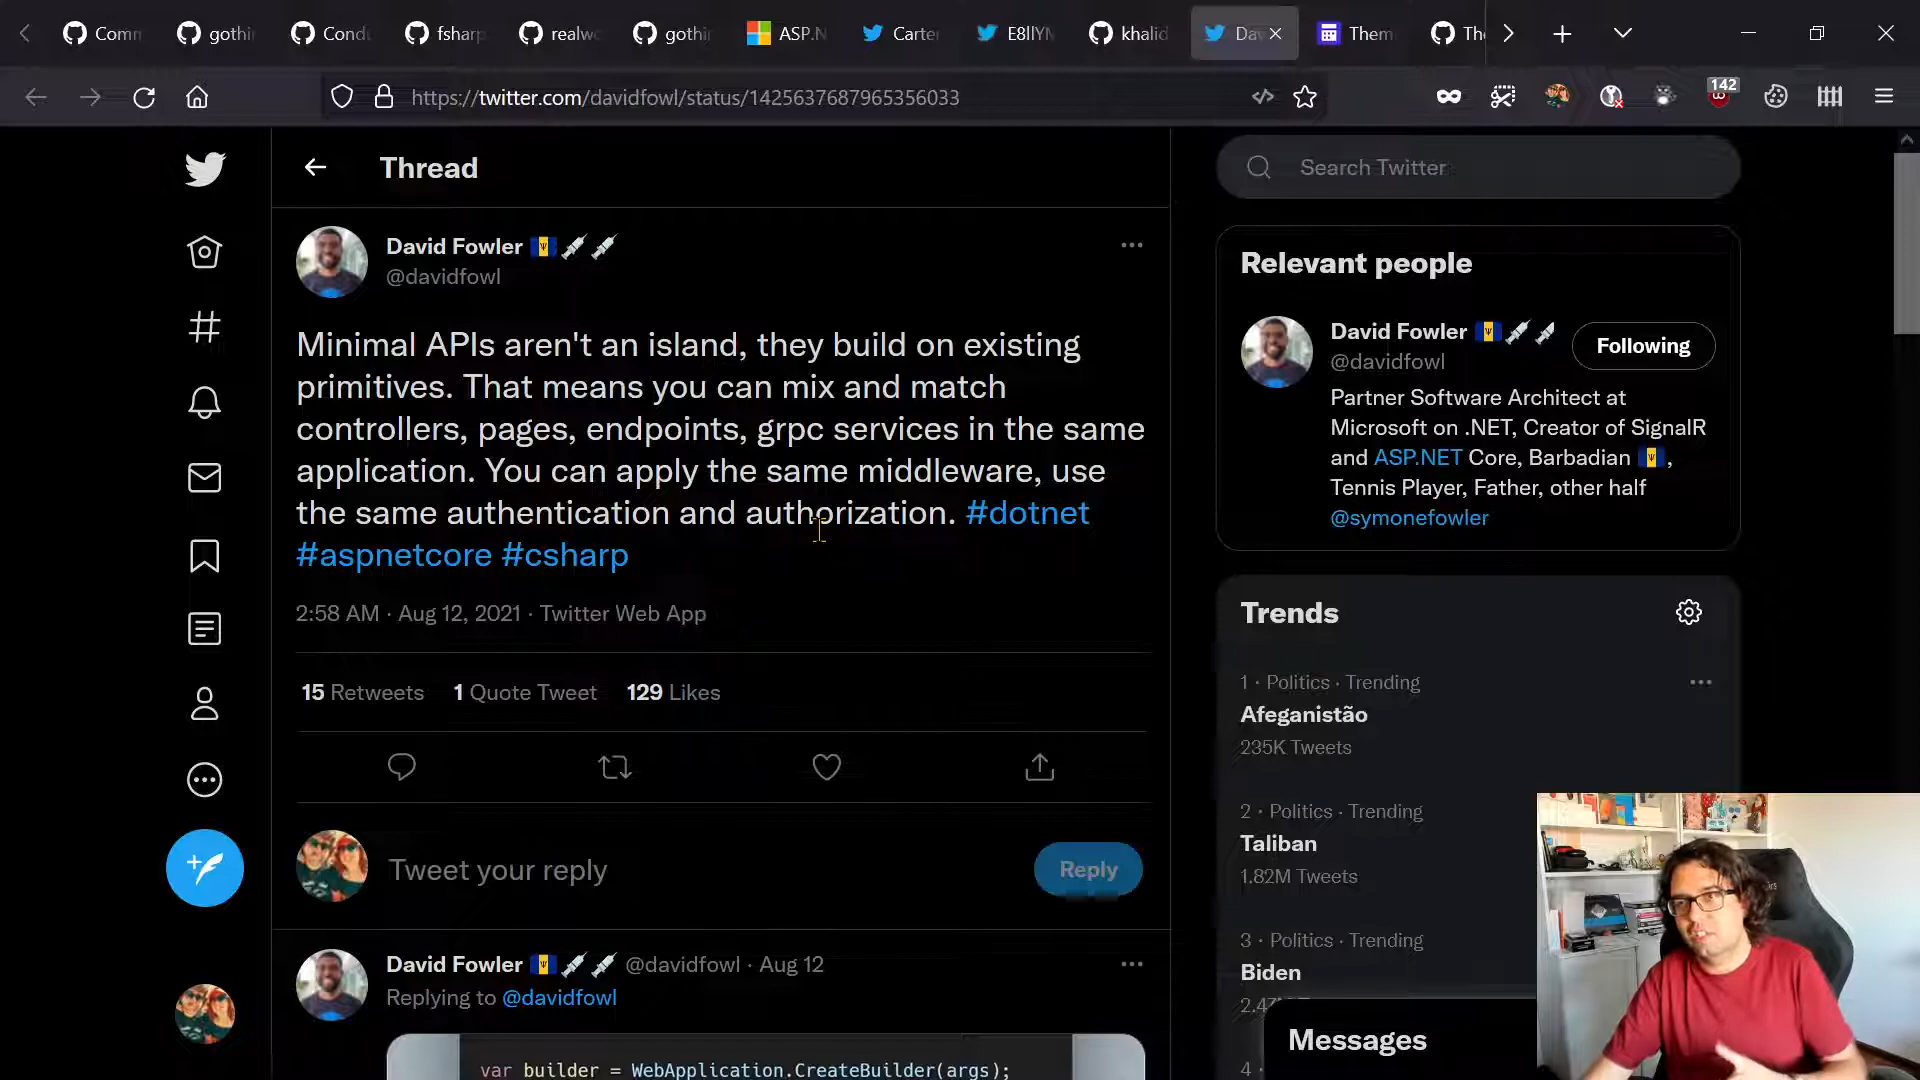 Comm
gothi
Cond
fsharp
realwo
gothi
ASP.N
Carte
E8llYM
khalid
Da
Them
Th
https://twitter.com/davidfowl/status/1425637687965356033
142
Thread
Search Twitter
David Fowler
@davidfowl
Minimal APIs aren't an island, they build on existing
primitives. That means you can mix and match
controllers, pages, endpoints, grpc services in the same
application. You can apply the same middleware, use
the same authentication and authorization. #dotnet
#aspnetcore #csharp
2:58 AM · Aug 12, 2021 · Twitter Web App
15 Retweets 1 Quote Tweet 129 Likes
Tweet your reply
Reply
David Fowler @davidfowl · Aug 12
Replying to @davidfowl
var builder = WebApplication.CreateBuilder(args);
Relevant people
David Fowler
@davidfowl
Following
Partner Software Architect at
Microsoft on .NET, Creator of SignalR
and ASP.NET Core, Barbadian ,
Tennis Player, Father, other half
@symonefowler
Trends
1 · Politics · Trending
Afeganistão
235K Tweets
2 · Politics · Trending
Taliban
1.82M Tweets
3 · Politics · Trending
Biden
4 ·
Messages